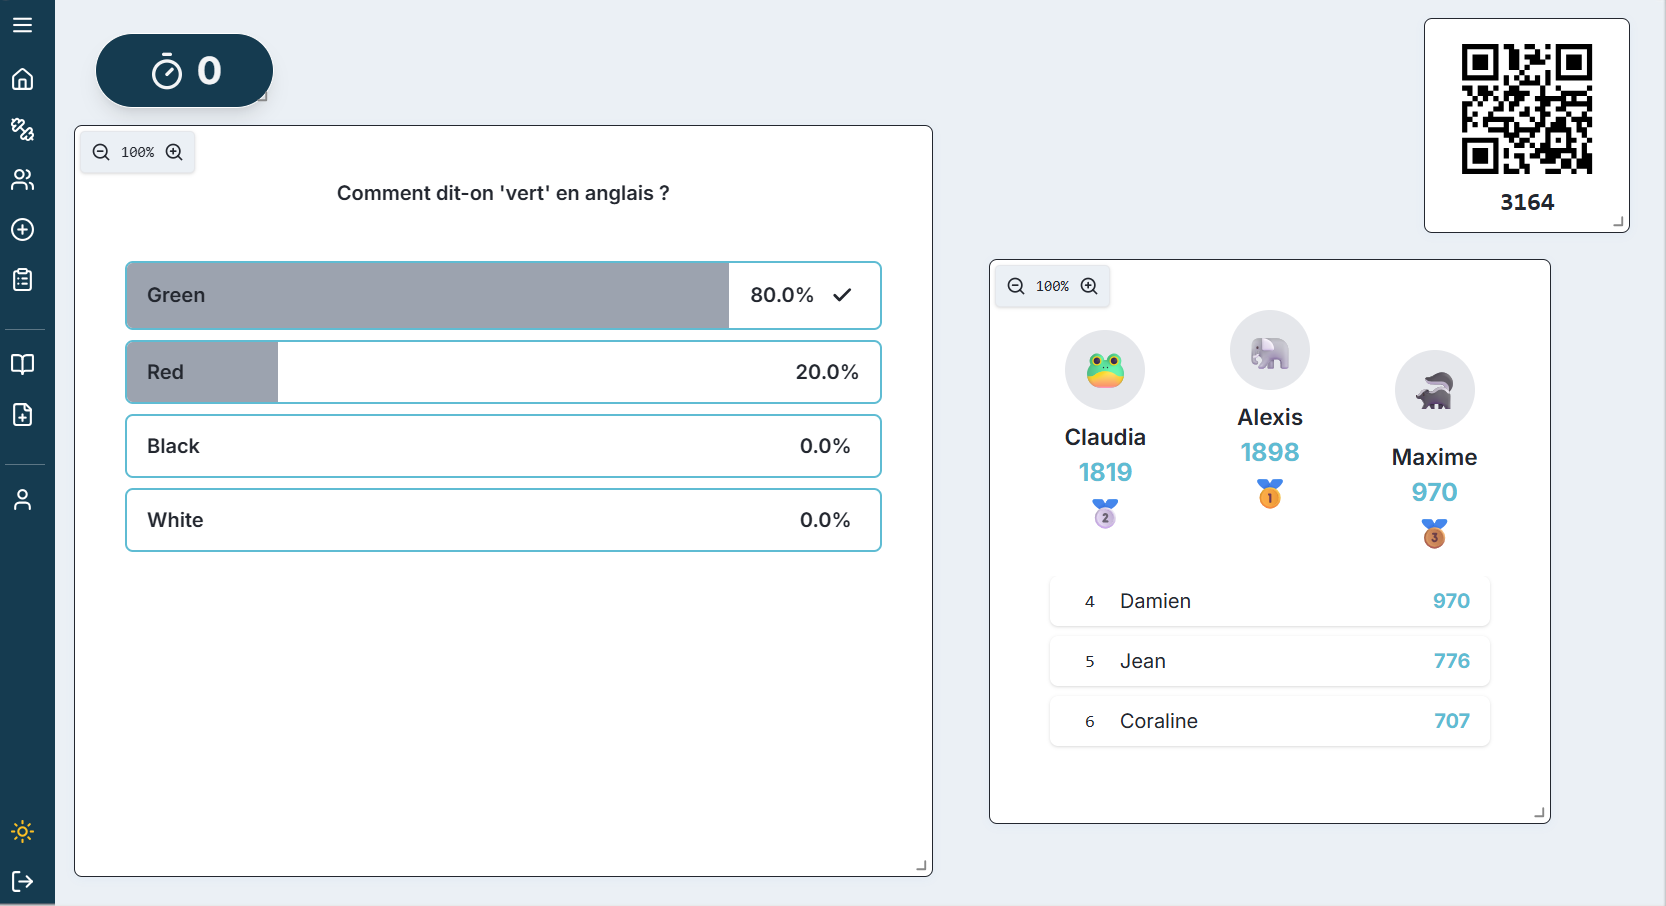 0
100%
Comment dit-on 'vert' en anglais ?
Green 80.0%
Red 20.0%
Black 0.0%
White 0.0%
3164
100%
Claudia
1819
2
Alexis
1898
1
Maxime
970
3
4 Damien 970
5 Jean 776
6 Coraline 707